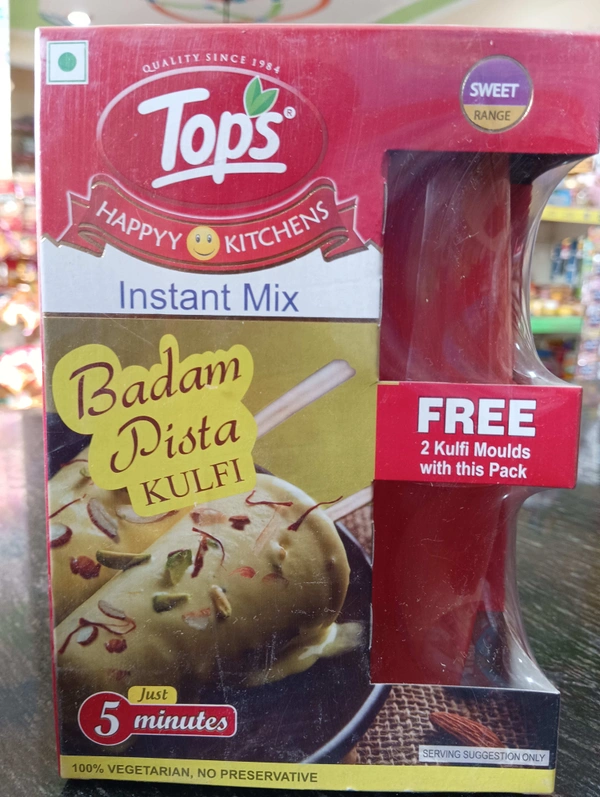 QUALITY SINCE 1984
Tops®
HAPPYY KITCHENS
SWEET
RANGE
Instant Mix
Badam
Pista
KULFI
FREE
2 Kulfi Moulds
with this Pack
Just
5 minutes
SERVING SUGGESTION ONLY
100% VEGETARIAN, NO PRESERVATIVE